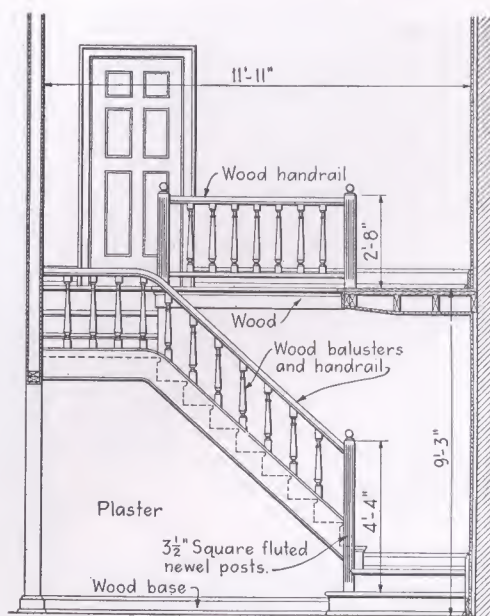 11'-11"
Wood handrail
2'-8"
Wood
Wood balusters
and handrail
9'-3"
4'-4"
Plaster
3½" Square fluted
newel posts.
Wood base